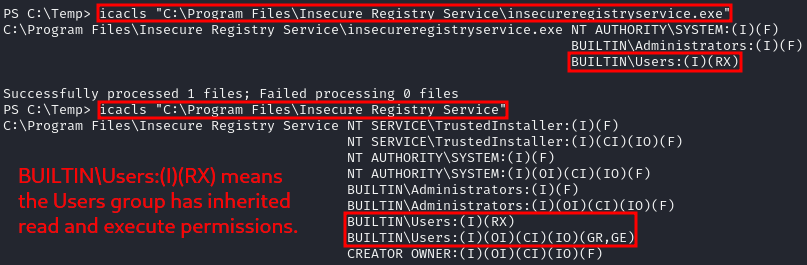 PS C:\Temp> icacls "C:\Program Files\Insecure Registry Service\insecureregistryservice.exe"
C:\Program Files\Insecure Registry Service\insecureregistryservice.exe NT AUTHORITY\SYSTEM:(I)(F)
BUILTIN\Administrators:(I)(F)
BUILTIN\Users:(I)(RX)
Successfully processed 1 files; Failed processing 0 files
PS C:\Temp> icacls "C:\Program Files\Insecure Registry Service"
C:\Program Files\Insecure Registry Service NT SERVICE\TrustedInstaller:(I)(F)
NT SERVICE\TrustedInstaller:(I)(CI)(IO)(F)
NT AUTHORITY\SYSTEM:(I)(F)
NT AUTHORITY\SYSTEM:(I)(OI)(CI)(IO)(F)
BUILTIN\Administrators:(I)(F)
BUILTIN\Administrators:(I)(OI)(CI)(IO)(F)
BUILTIN\Users:(I)(RX)
BUILTIN\Users:(I)(OI)(CI)(IO)(GR,GE)
CREATOR OWNER:(I)(OI)(CI)(IO)(F)
BUILTIN\Users:(I)(RX) means
the Users group has inherited
read and execute permissions.